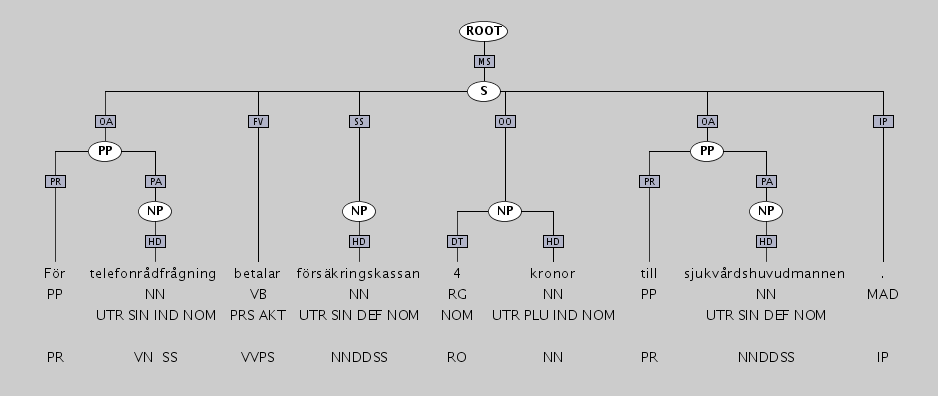 ROOT
MS
S
OA FV SS OO OA IP
PP PP
PR PA PR PA
NP NP NP NP
HD HD DT HD HD
För telefonrådfrågning betalar försäkringskassan 4 kronor till sjukvårdshuvudmannen .
PP NN VB NN RG NN PP NN MAD
UTR SIN IND NOM PRS AKT UTR SIN DEF NOM NOM UTR PLU IND NOM UTR SIN DEF NOM
PR VN SS VVPS NNDDSS RO NN PR NNDDSS IP